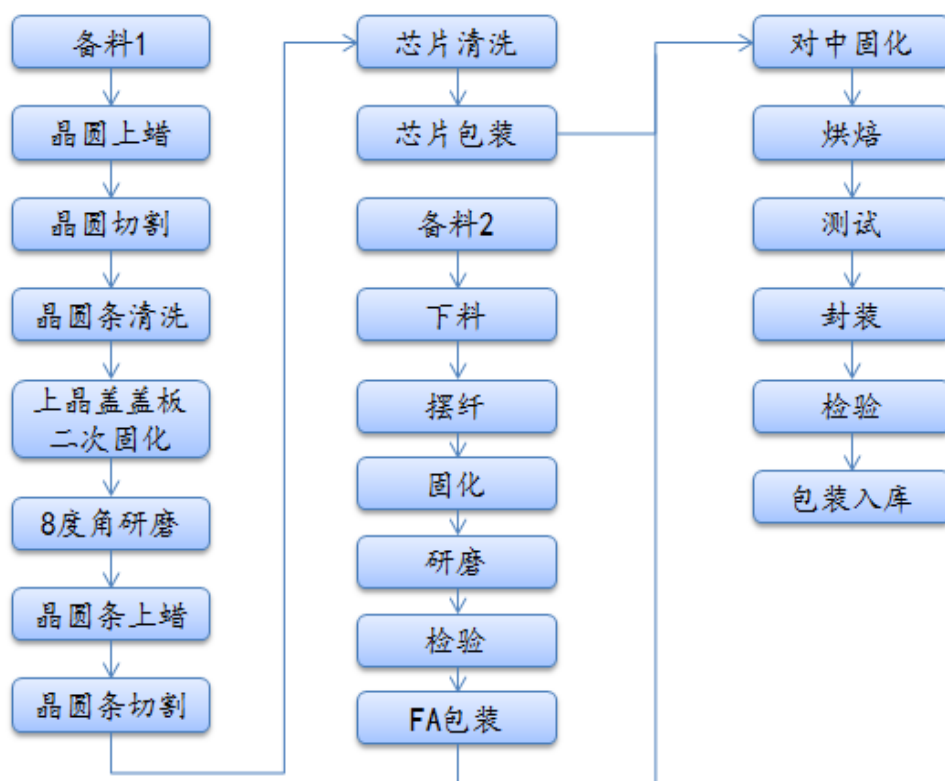 备料1
晶圆上蜡
晶圆切割
晶圆条清洗
上晶盖盖板
二次固化
8度角研磨
晶圆条上蜡
晶圆条切割
芯片清洗
芯片包装
备料2
下料
摆纤
固化
研磨
检验
FA包装
对中固化
烘焙
测试
封装
检验
包装入库